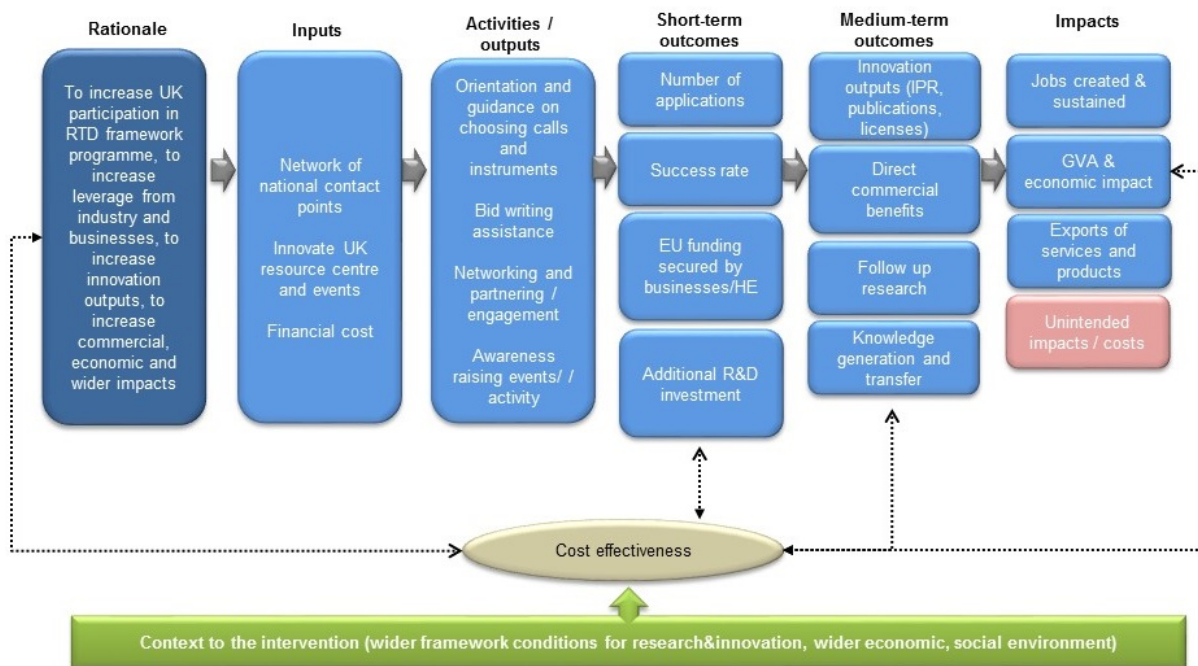 Rationale
Inputs
Activities /
outputs
Short-term
outcomes
Medium-term
outcomes
Impacts
To increase UK
participation in
RTD framework
programme, to
increase
leverage from
industry and
businesses, to
increase
innovation
outputs, to
increase
commercial,
economic and
wider impacts
Network of
national contact
points
Innovate UK
resource centre
and events
Financial cost
Orientation and
guidance on
choosing calls
and
instruments
Bid writing
assistance
Networking and
partnering /
engagement
Awareness
raising events/ /
activity
Number of
applications
Success rate
EU funding
secured by
businesses/HE
Additional R&D
investment
Innovation
outputs (IPR,
publications,
licenses)
Direct
commercial
benefits
Follow up
research
Knowledge
generation and
transfer
Jobs created &
sustained
GVA &
economic impact
Exports of
services and
products
Unintended
impacts / costs
Cost effectiveness
Context to the intervention (wider framework conditions for research&innovation, wider economic, social environment)